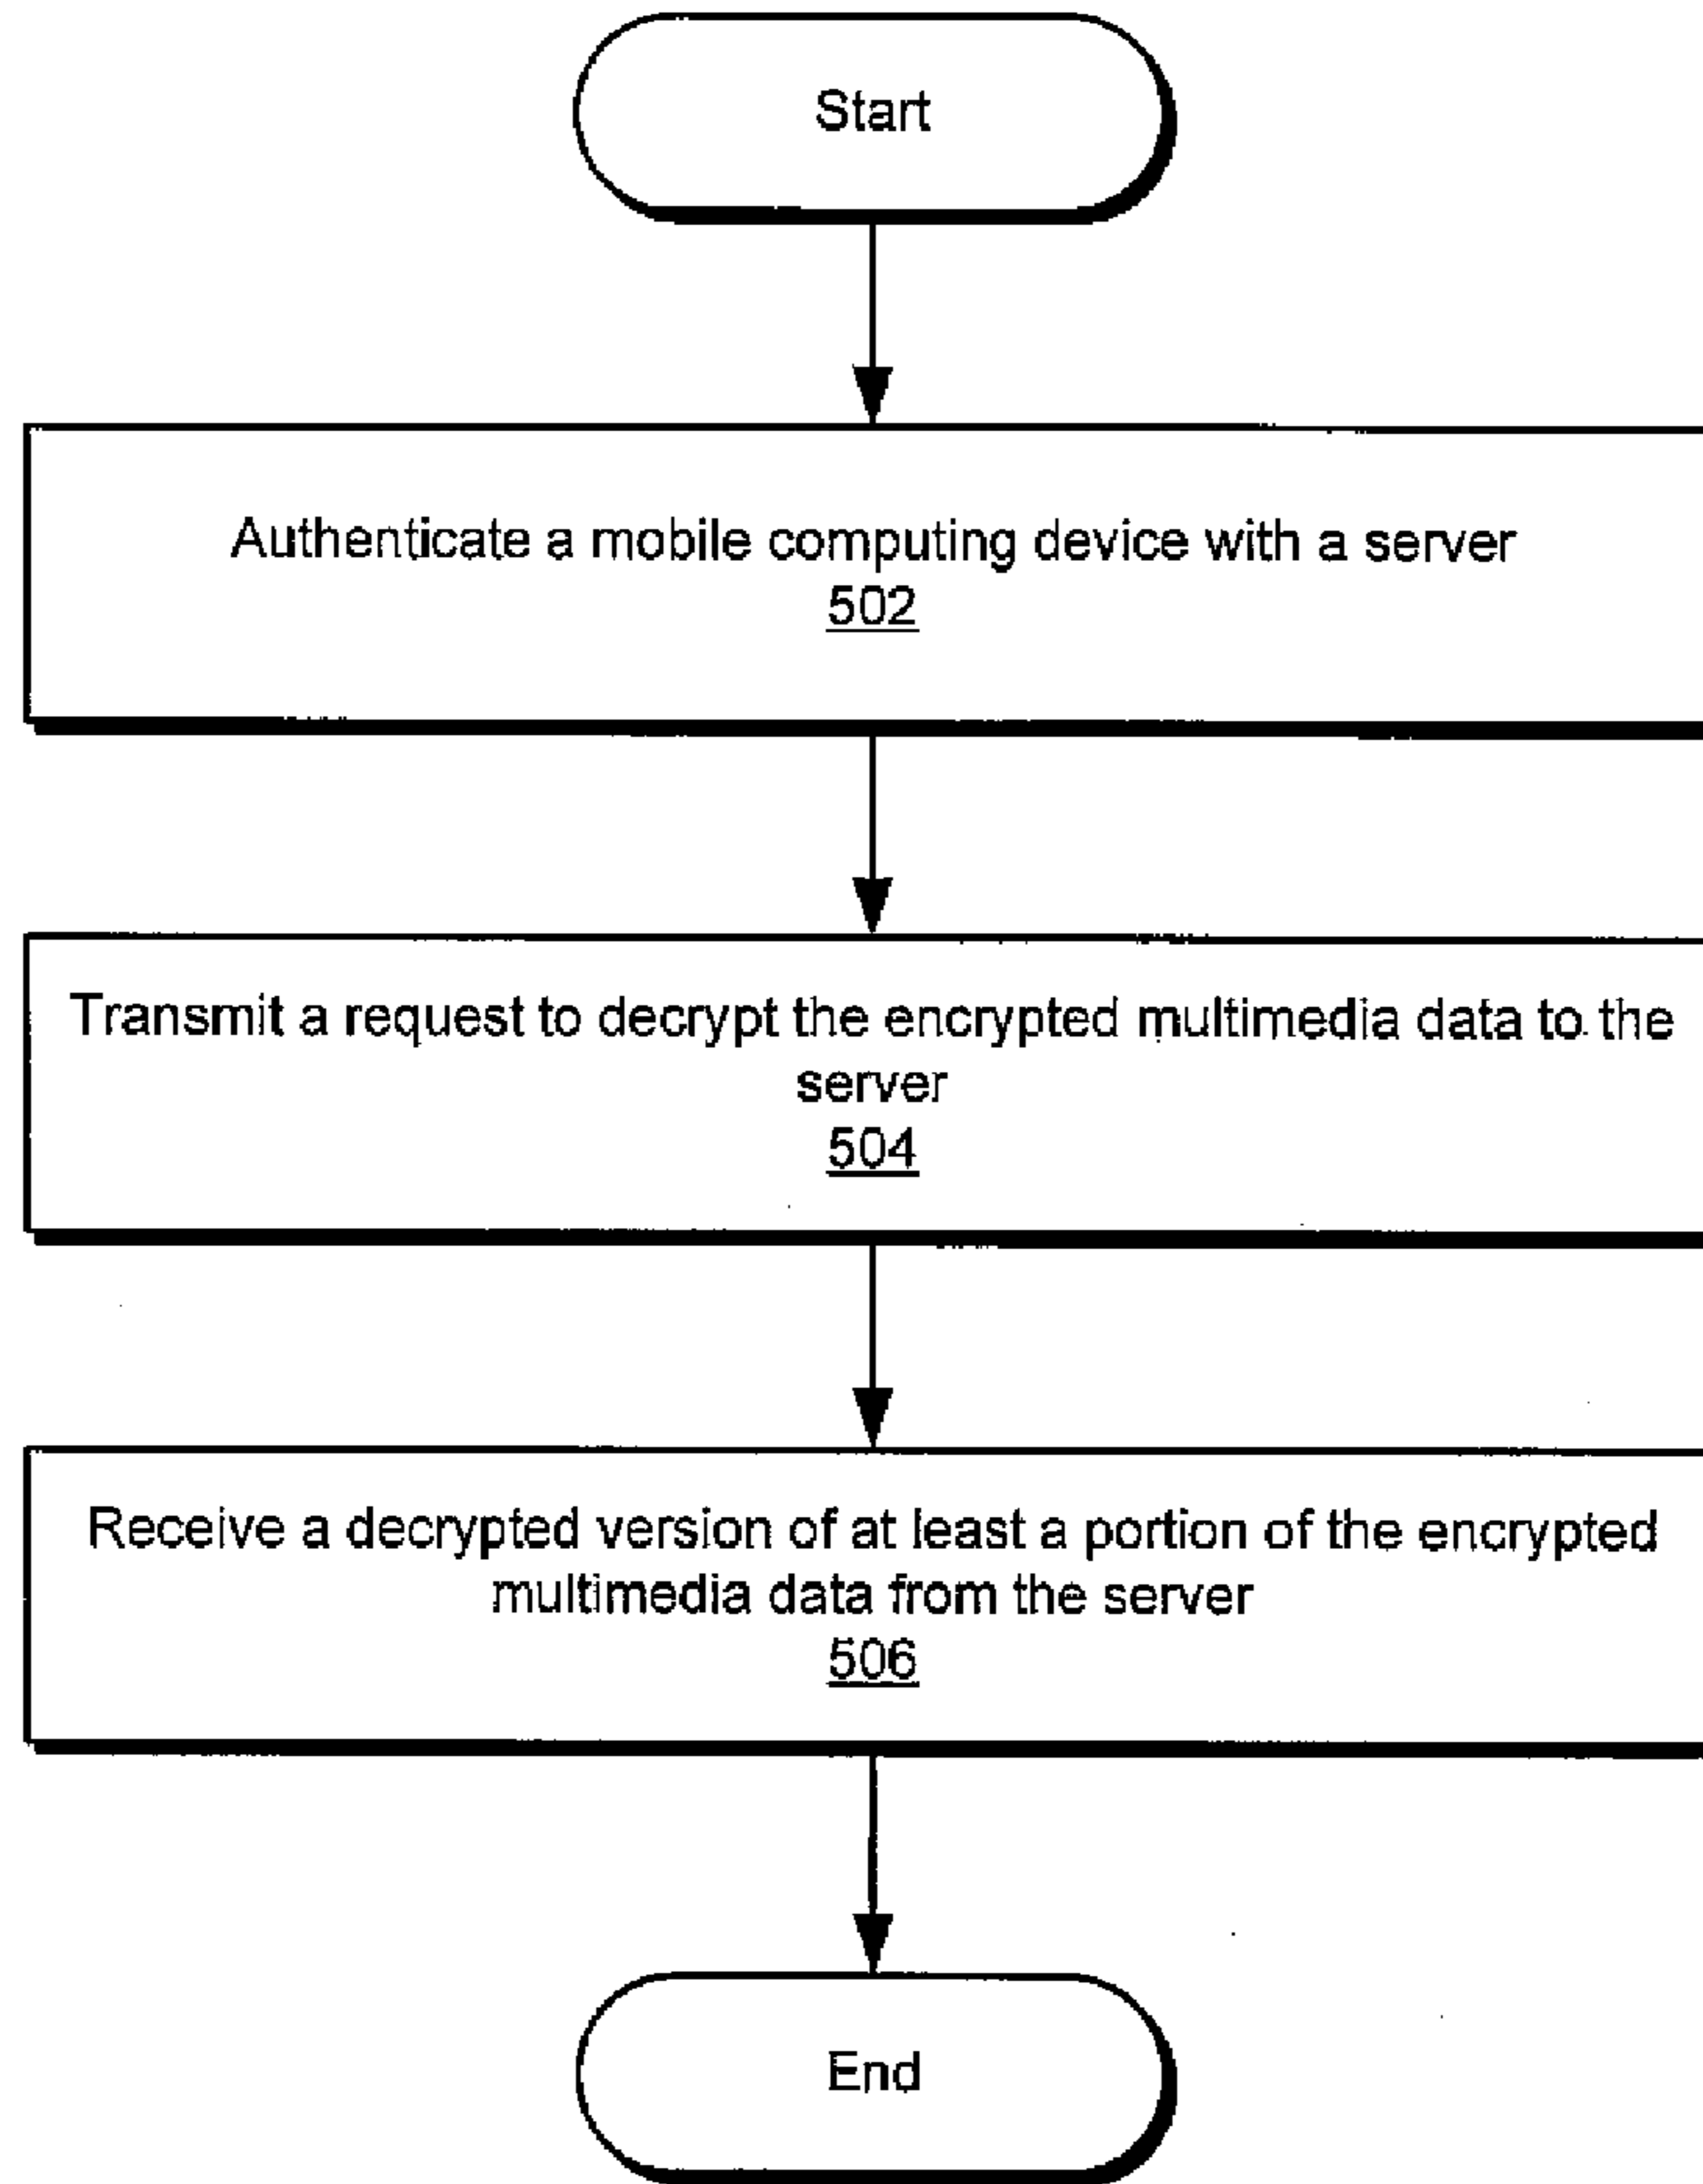 Start
Authenticate a mobile computing device with a server
502
Transmit a request to decrypt the encrypted multimedia data to the
server
504
Receive a decrypted version of at least a portion of the encrypted
multimedia data from the server
506
End